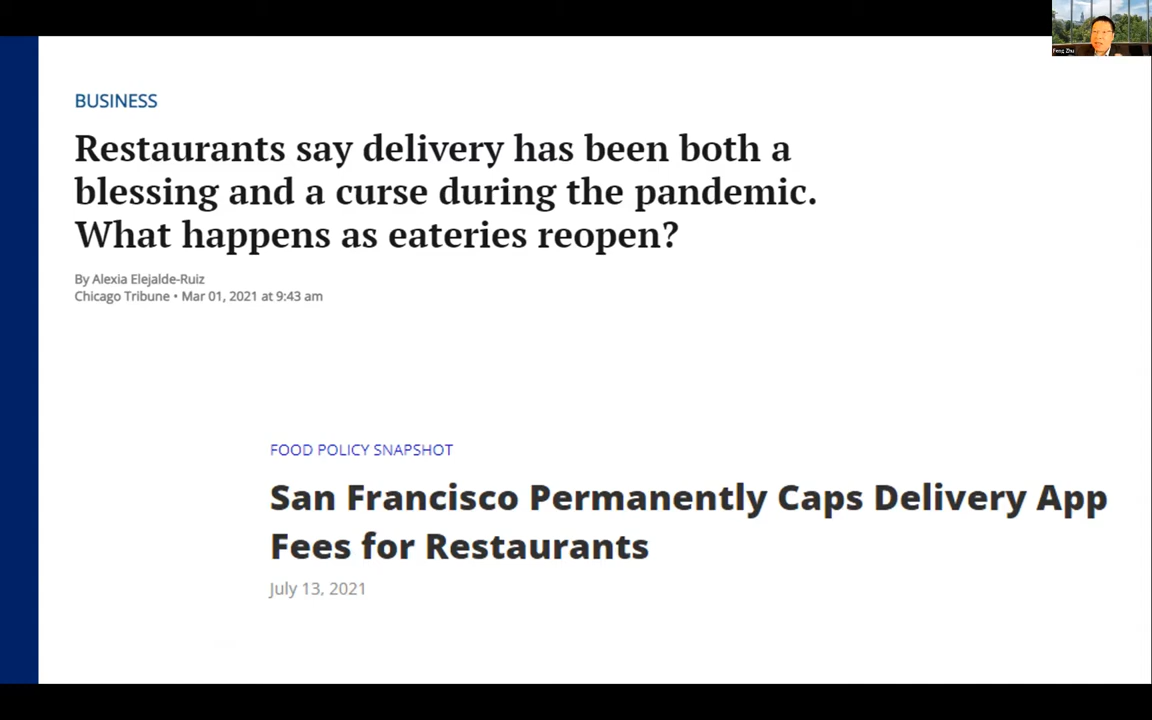 Feng Zhu
BUSINESS
Restaurants say delivery has been both a
blessing and a curse during the pandemic.
What happens as eateries reopen?
By Alexia Elejalde-Ruiz
Chicago Tribune • Mar 01, 2021 at 9:43 am
FOOD POLICY SNAPSHOT
San Francisco Permanently Caps Delivery App
Fees for Restaurants
July 13, 2021